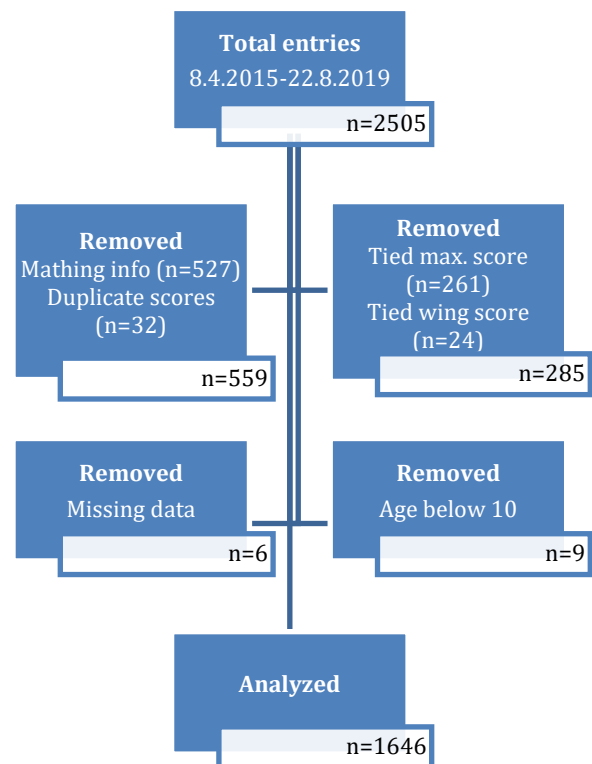 Total entries
8.4.2015-22.8.2019
n=2505
Removed
Mathing info (n=527)
Duplicate scores
(n=32)
n=559
Removed
Tied max. score
(n=261)
Tied wing score
(n=24)
n=285
Removed
Missing data
n=6
Removed
Age below 10
n=9
Analyzed
n=1646